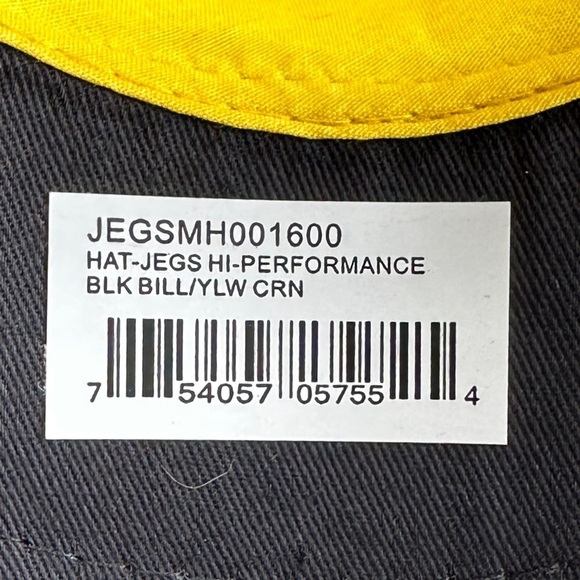 JEGSMH001600
HAT-JEGS HI-PERFORMANCE
BLK BILL/YLW CRN
7 54057 05755 4